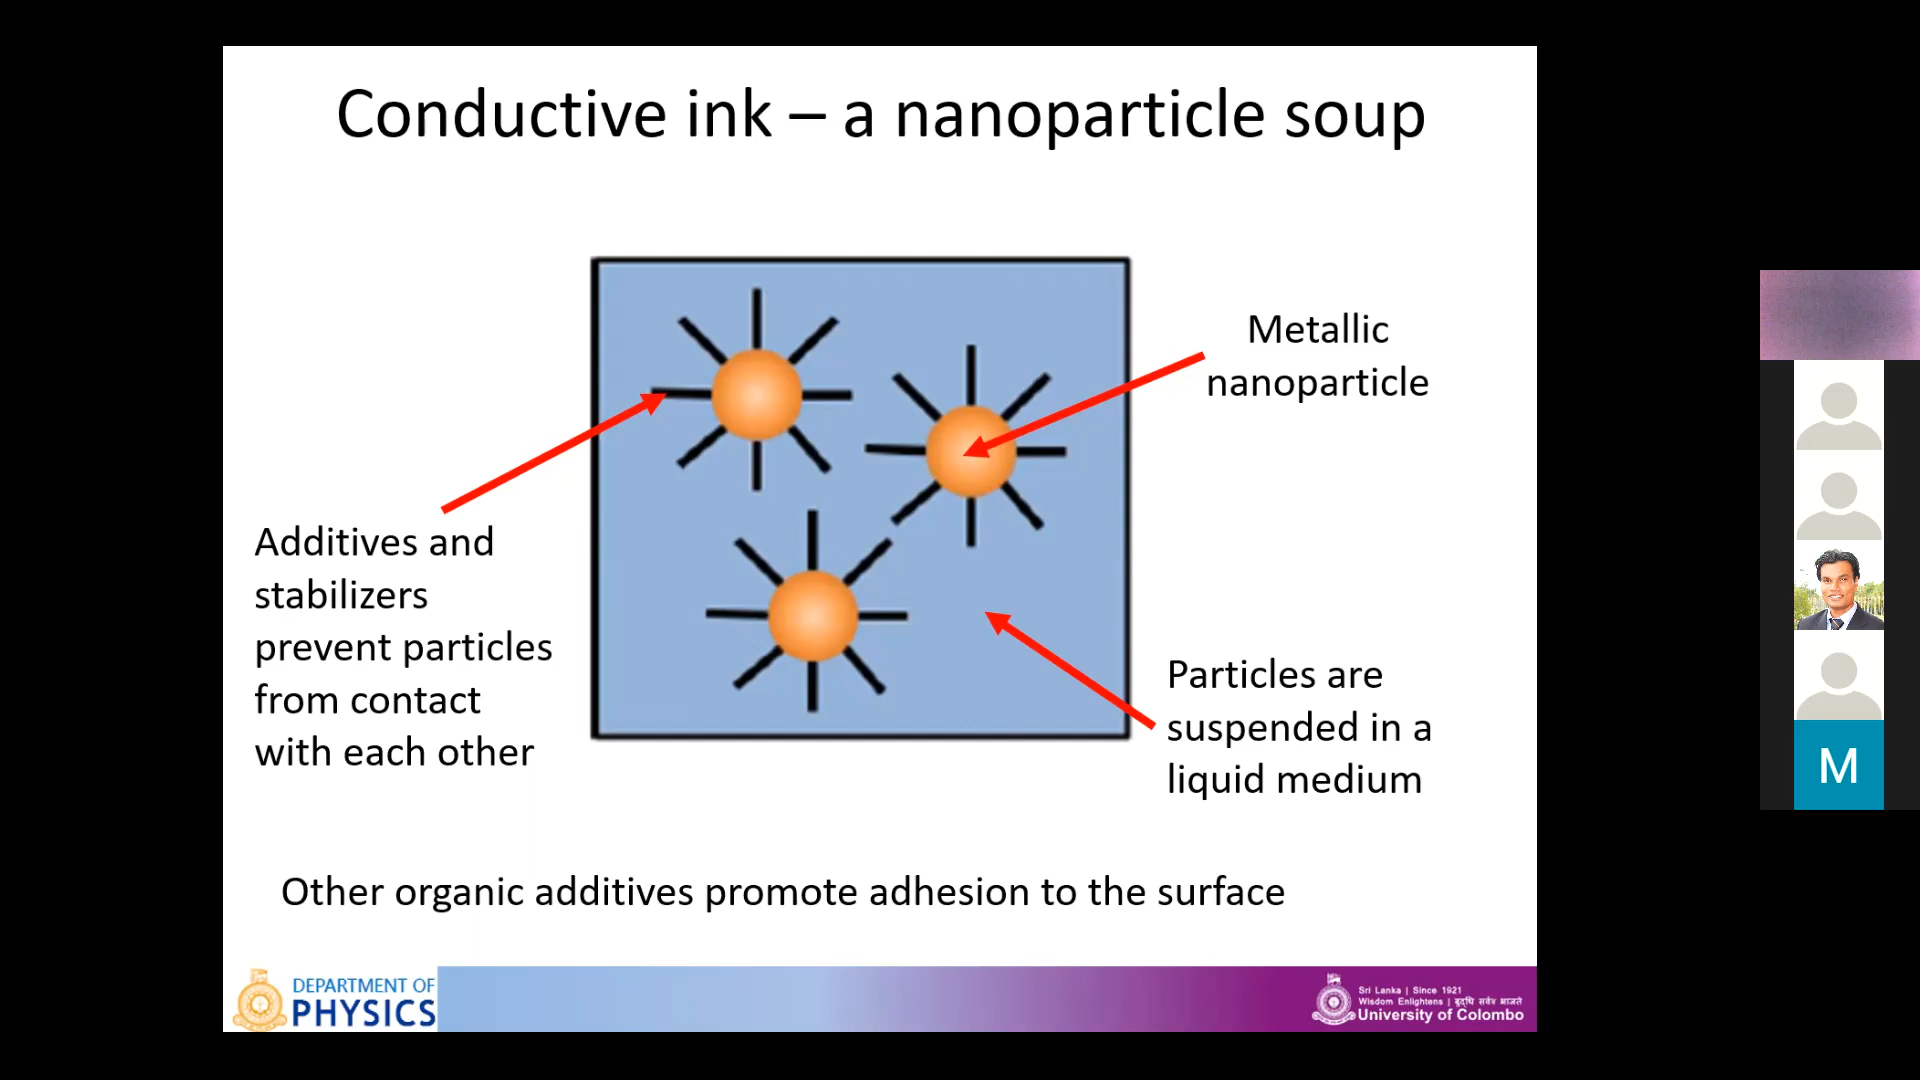 Conductive ink – a nanoparticle soup
Metallic
nanoparticle
Additives and
stabilizers
prevent particles
from contact
with each other
Particles are
suspended in a
liquid medium
Other organic additives promote adhesion to the surface
DEPARTMENT OF
PHYSICS
Sri Lanka | Since 1921
Wisdom Enlightens | बुद्धि सर्वत्र भ्राजते
University of Colombo
M